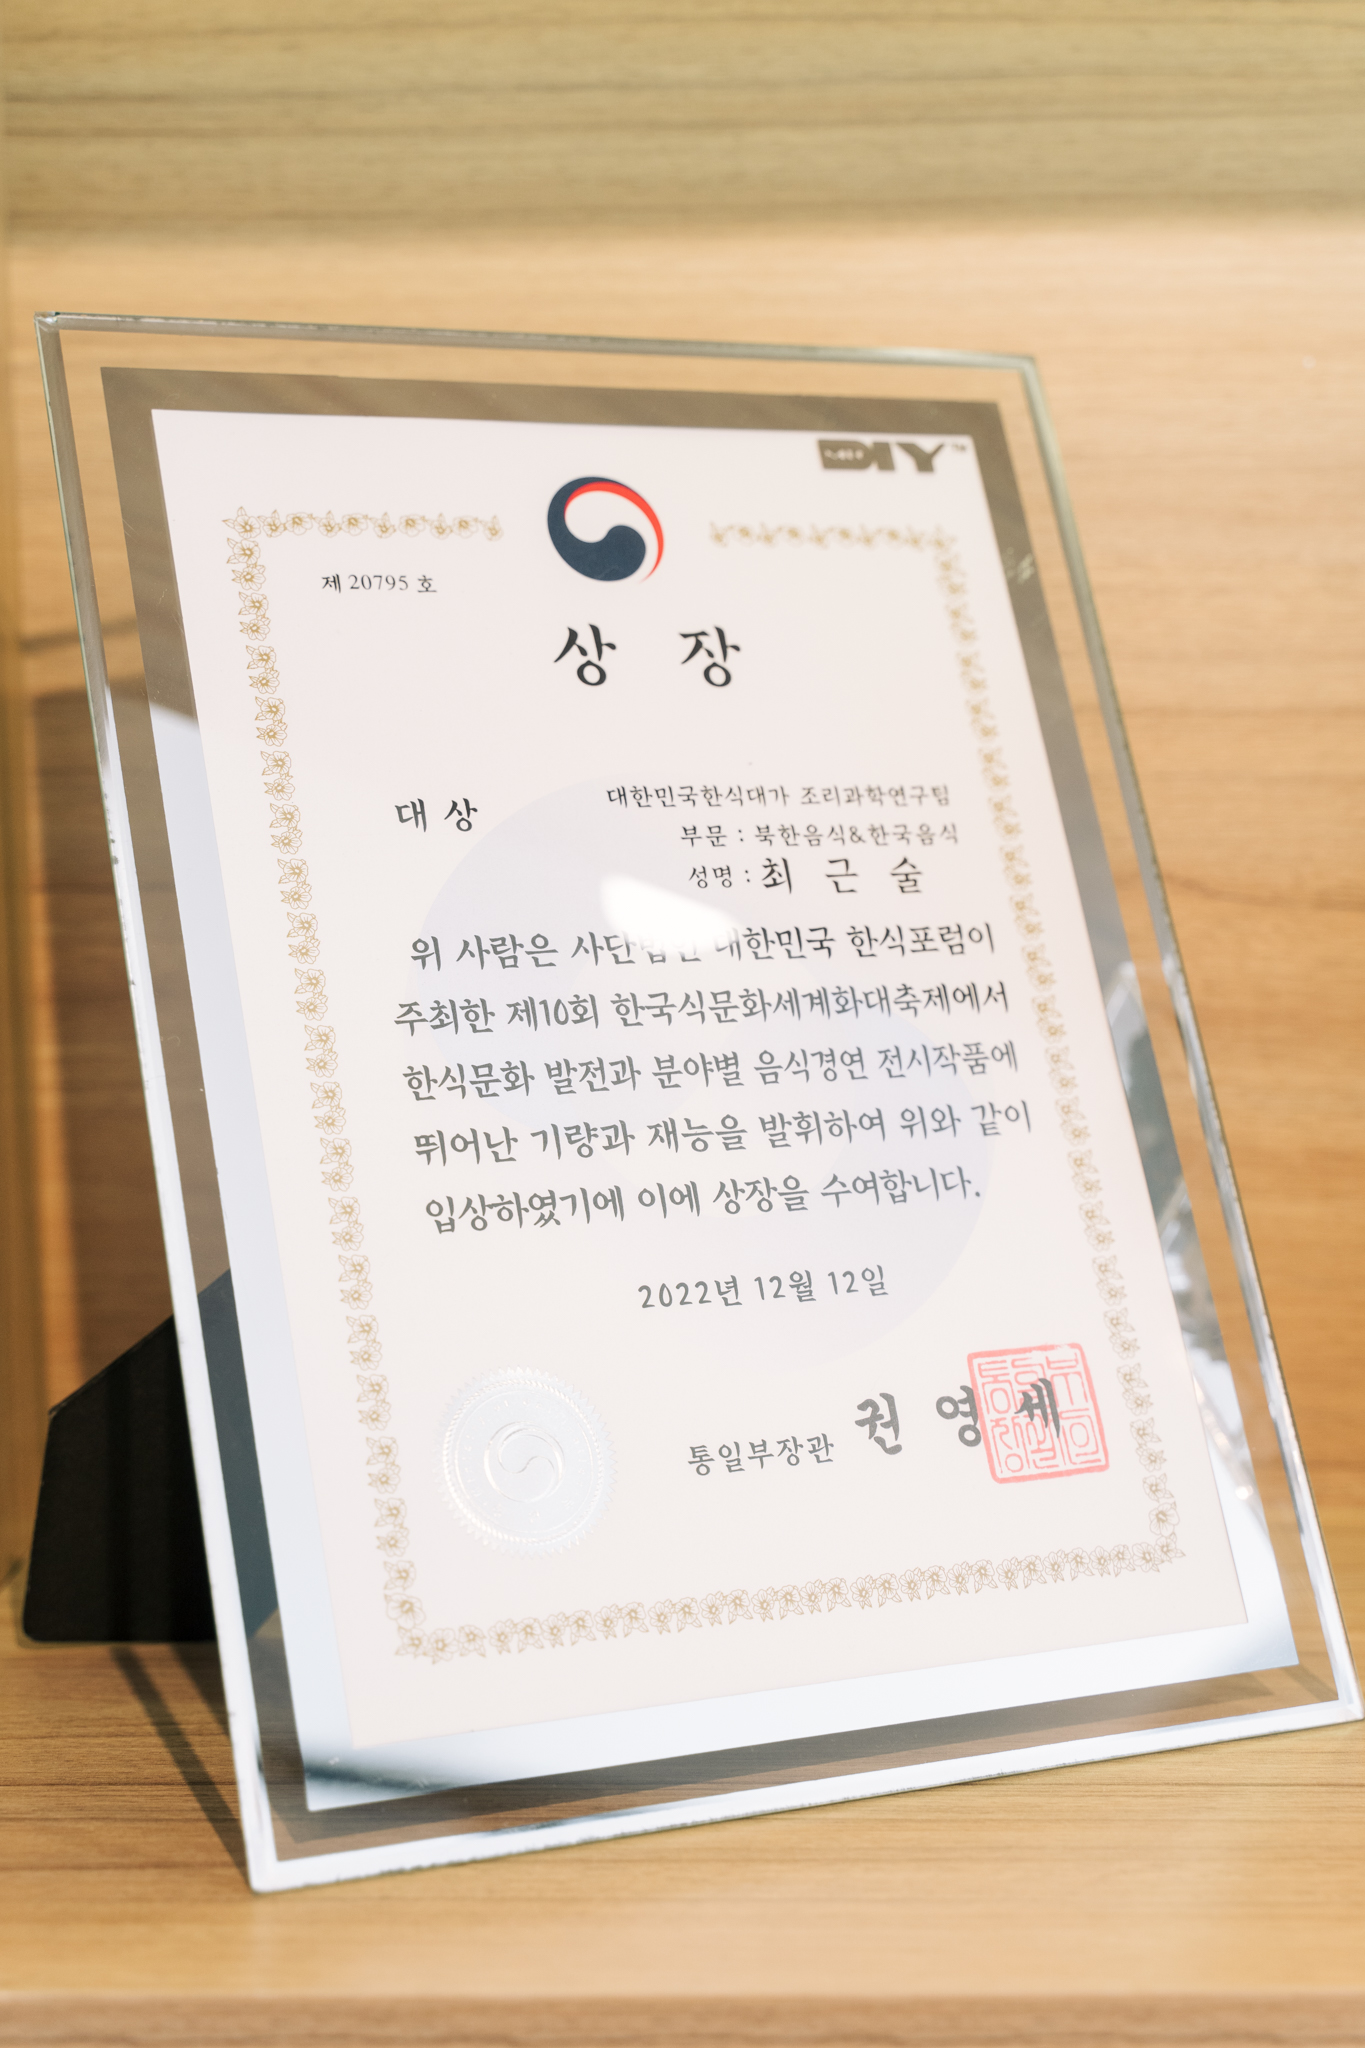 DIY
제 20795 호
상 장
대 상
대한민국한식대가 조리과학연구팀
부문 : 북한음식&한국음식
성명 : 최 근 술
위 사람은 사단법인 대한민국 한식포럼이
주최한 제10회 한국식문화세계화대축제에서
한식문화 발전과 분야별 음식경연 전시작품에
뛰어난 기량과 재능을 발휘하여 위와 같이
입상하였기에 이에 상장을 수여합니다.
2022년 12월 12일
통일부장관 권 영 세